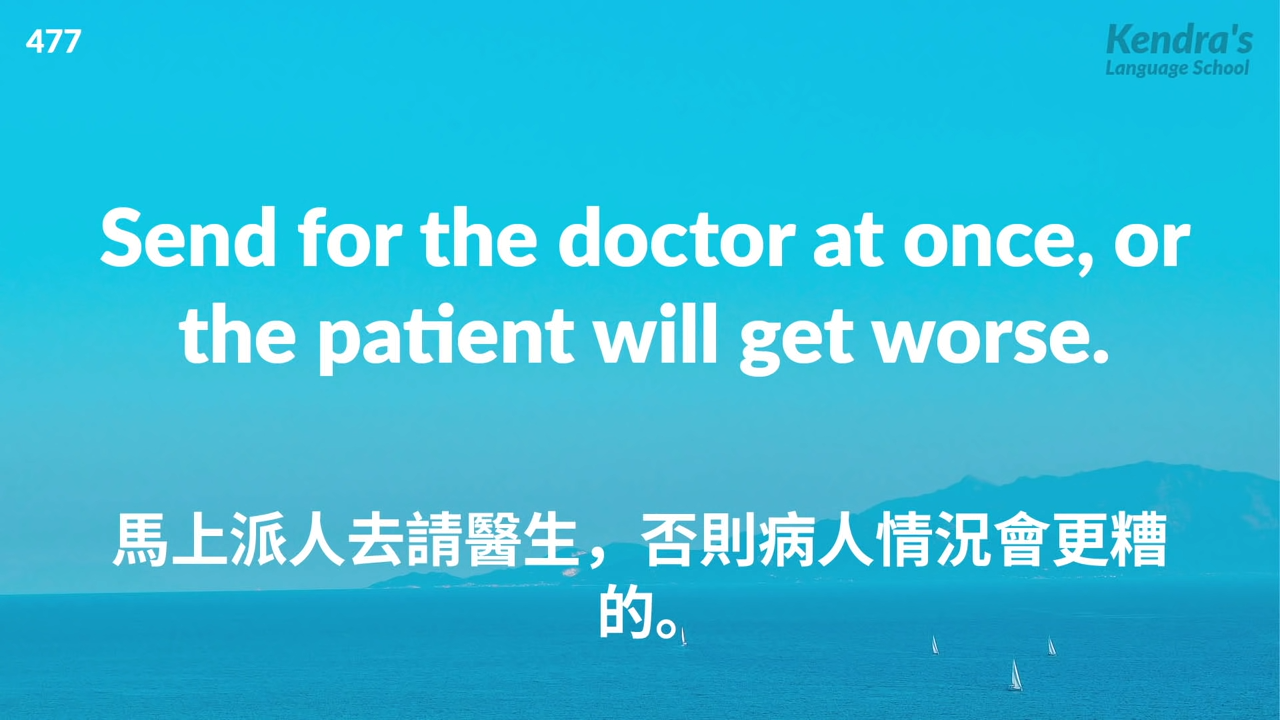 477
Kendra's
Language School
Send for the doctor at once, or
the patient will get worse.
馬上派人去請醫生，否則病人情況會更糟
的。